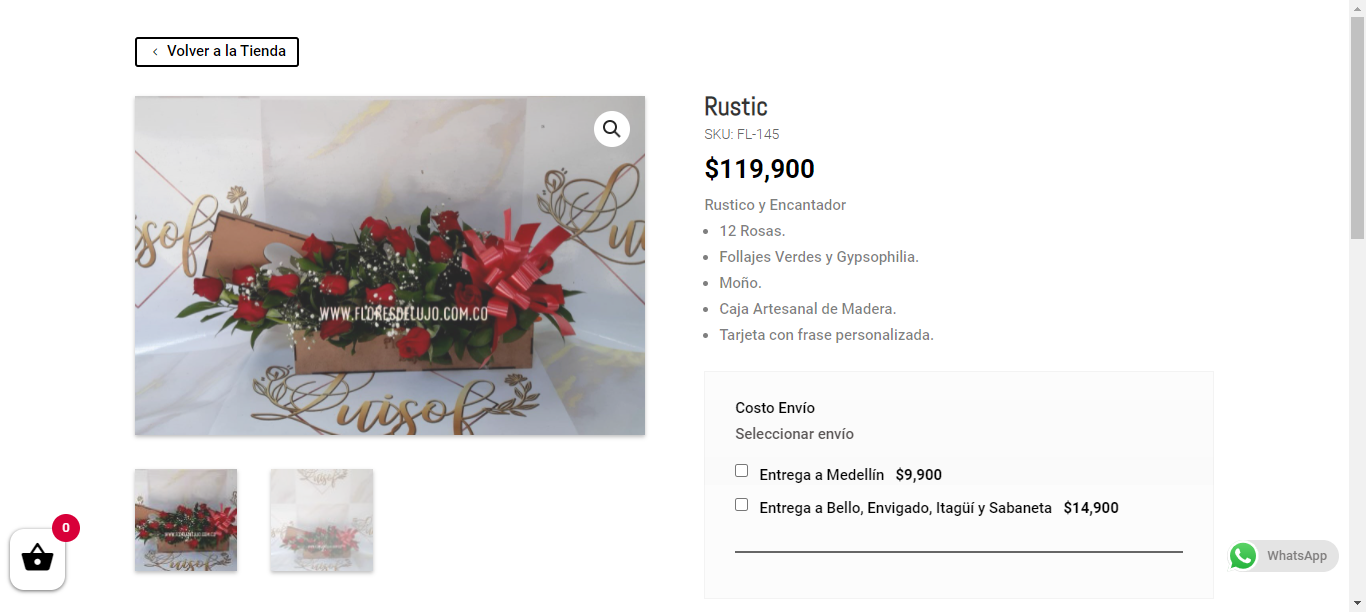 Volver a la Tienda
Luisof
WWW.FLORESDELUJO.COM.CO
Luisof
Rustic
SKU: FL-145
$119,900
Rustico y Encantador
12 Rosas.
Follajes Verdes y Gypsophilia.
Moño.
Caja Artesanal de Madera.
Tarjeta con frase personalizada.
Costo Envío
Seleccionar envío
Entrega a Medellín $9,900
Entrega a Bello, Envigado, Itagüí y Sabaneta $14,900
0
WhatsApp